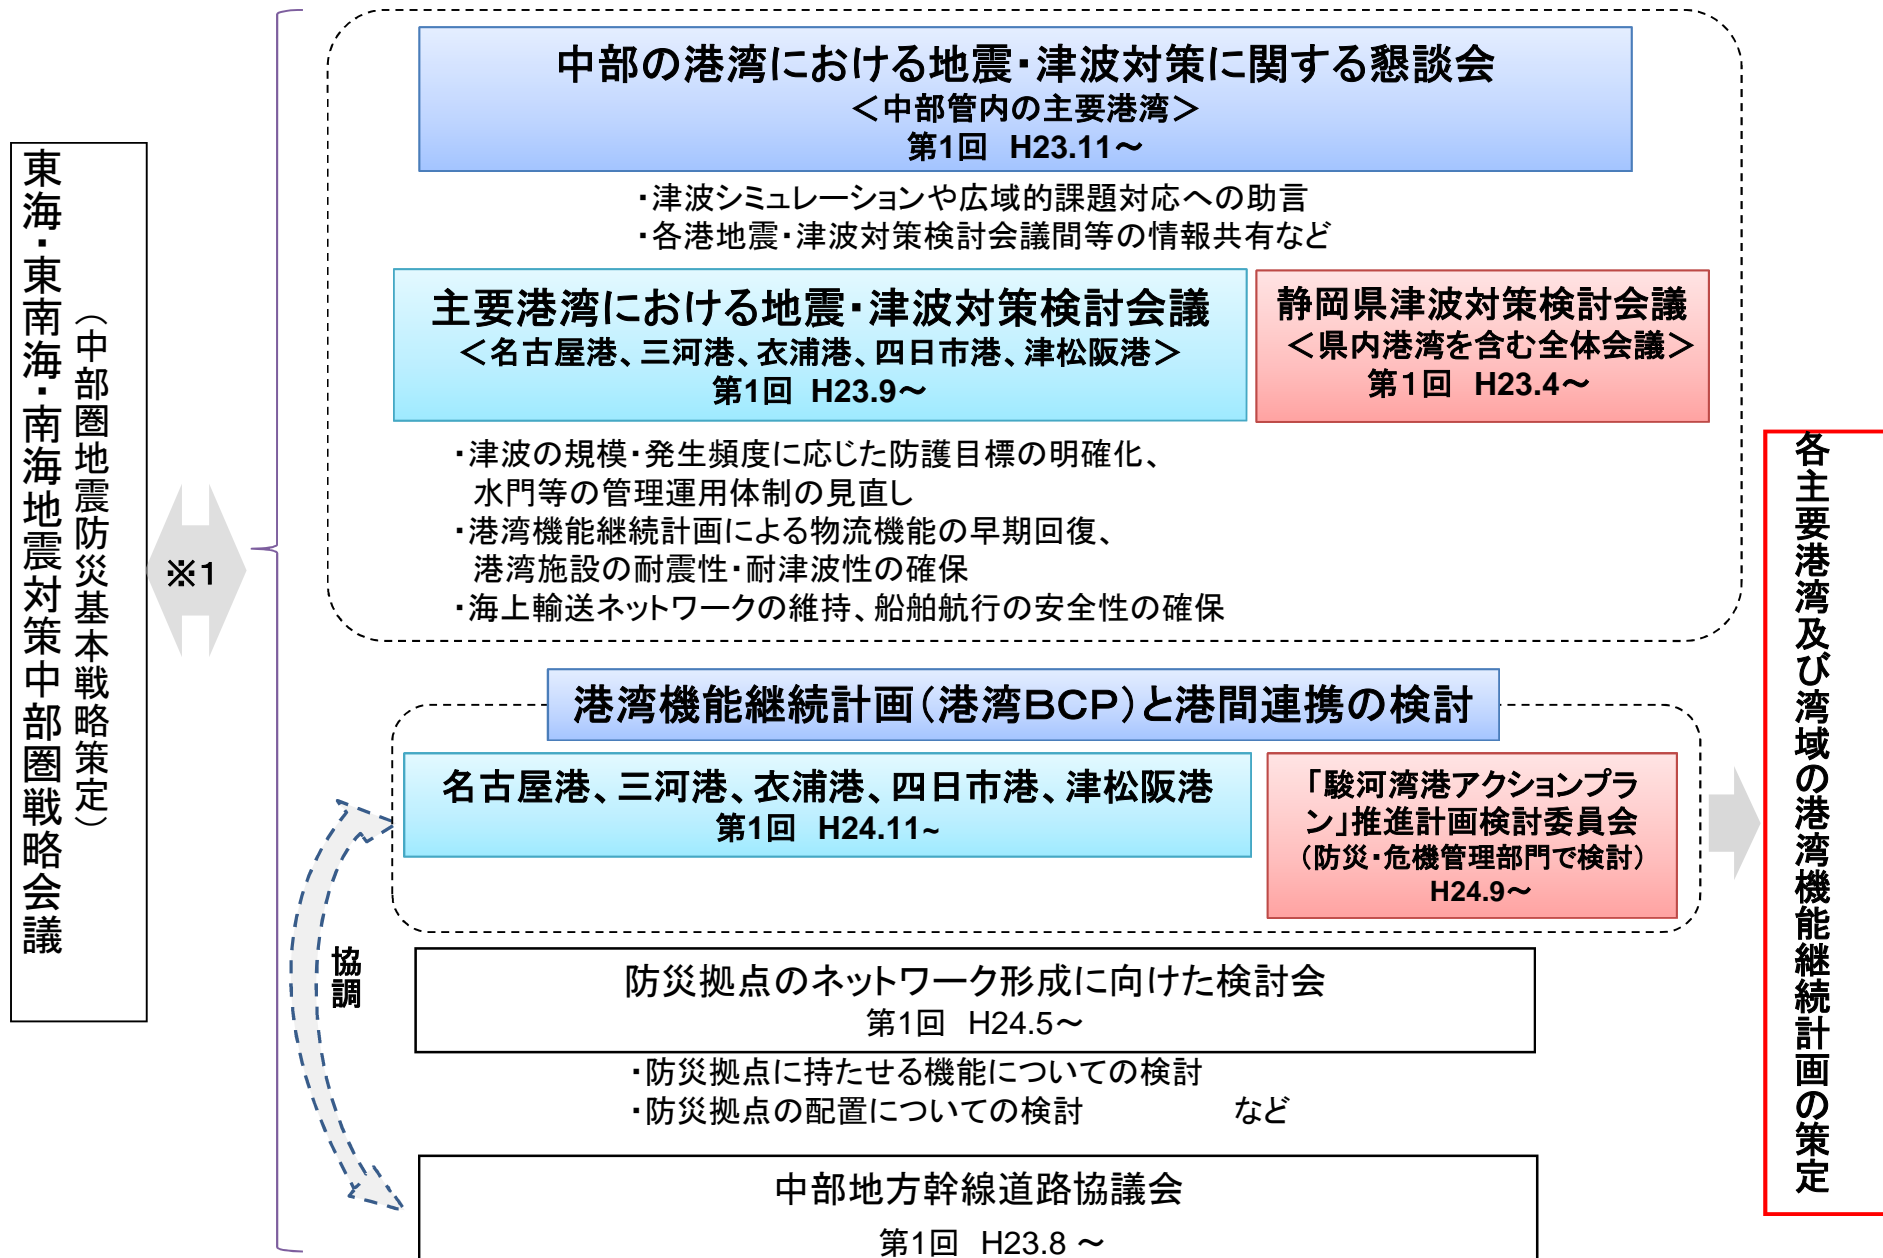 東海・東南海・南海地震対策中部圏戦略会議
（中部圏地震防災基本戦略策定）
※1
中部の港湾における地震・津波対策に関する懇談会
＜中部管内の主要港湾＞
第1回　H23.11～
・津波シミュレーションや広域的課題対応への助言
・各港地震・津波対策検討会議間等の情報共有など
主要港湾における地震・津波対策検討会議
＜名古屋港、三河港、衣浦港、四日市港、津松阪港＞
第1回　H23.9～
静岡県津波対策検討会議
＜県内港湾を含む全体会議＞
第１回　H23.4～
・津波の規模・発生頻度に応じた防護目標の明確化、
水門等の管理運用体制の見直し
・港湾機能継続計画による物流機能の早期回復、
港湾施設の耐震性・耐津波性の確保
・海上輸送ネットワークの維持、船舶航行の安全性の確保
港湾機能継続計画（港湾ＢＣＰ）と港間連携の検討
名古屋港、三河港、衣浦港、四日市港、津松阪港
第1回　H24.11~
「駿河湾港アクションプラ
ン」推進計画検討委員会
（防災・危機管理部門で検討）
H24.9～
協調
防災拠点のネットワーク形成に向けた検討会
第1回　H24.5～
・防災拠点に持たせる機能についての検討
・防災拠点の配置についての検討　　　　など
中部地方幹線道路協議会
第1回　H23.8 ～
各主要港湾及び湾域の港湾機能継続計画の策定